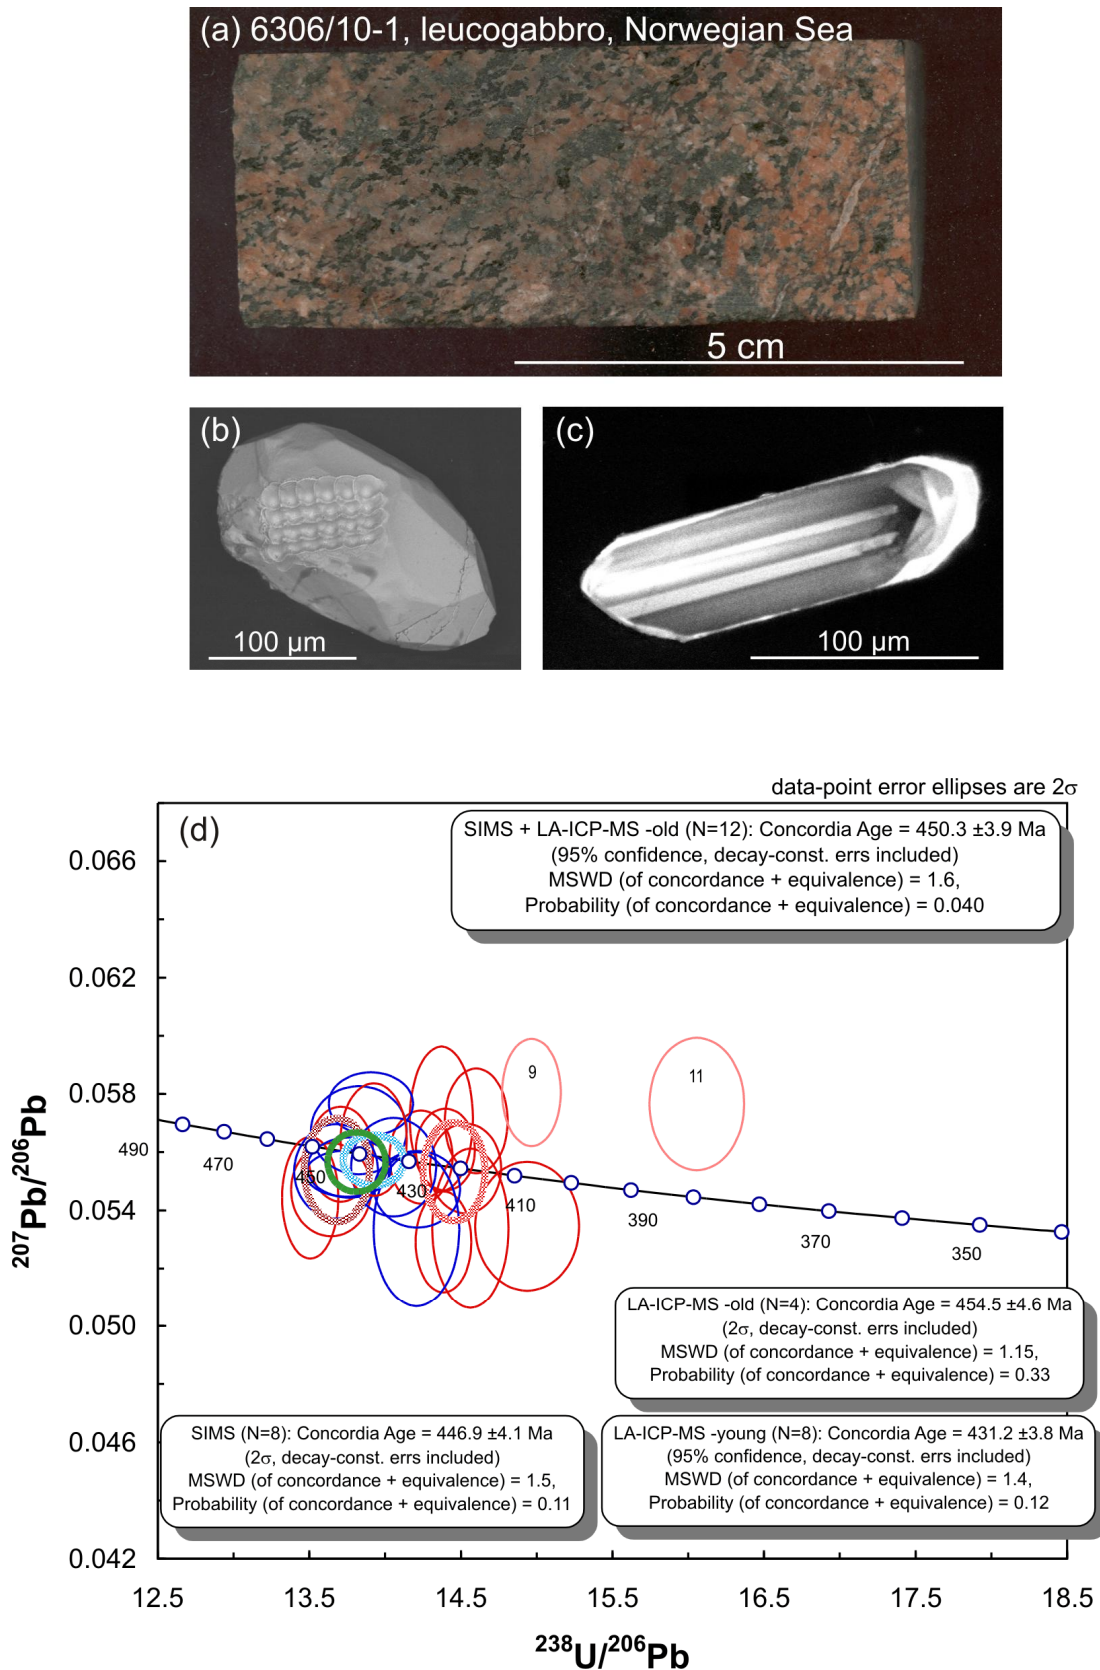 (a) 6306/10-1, leucogabbro, Norwegian Sea
5 cm
(b)
100 μm
(c)
100 μm
data-point error ellipses are 2σ
(d)
SIMS + LA-ICP-MS -old (N=12): Concordia Age = 450.3 ±3.9 Ma
(95% confidence, decay-const. errs included)
MSWD (of concordance + equivalence) = 1.6,
Probability (of concordance + equivalence) = 0.040
0.066
0.062
0.058
0.054
0.050
0.046
0.042
207Pb/206Pb
9
11
490
470
450
430
410
390
370
350
LA-ICP-MS -old (N=4): Concordia Age = 454.5 ±4.6 Ma
(2σ, decay-const. errs included)
MSWD (of concordance + equivalence) = 1.15,
Probability (of concordance + equivalence) = 0.33
SIMS (N=8): Concordia Age = 446.9 ±4.1 Ma
(2σ, decay-const. errs included)
MSWD (of concordance + equivalence) = 1.5,
Probability (of concordance + equivalence) = 0.11
LA-ICP-MS -young (N=8): Concordia Age = 431.2 ±3.8 Ma
(95% confidence, decay-const. errs included)
MSWD (of concordance + equivalence) = 1.4,
Probability (of concordance + equivalence) = 0.12
12.5 13.5 14.5 15.5 16.5 17.5 18.5
238U/206Pb